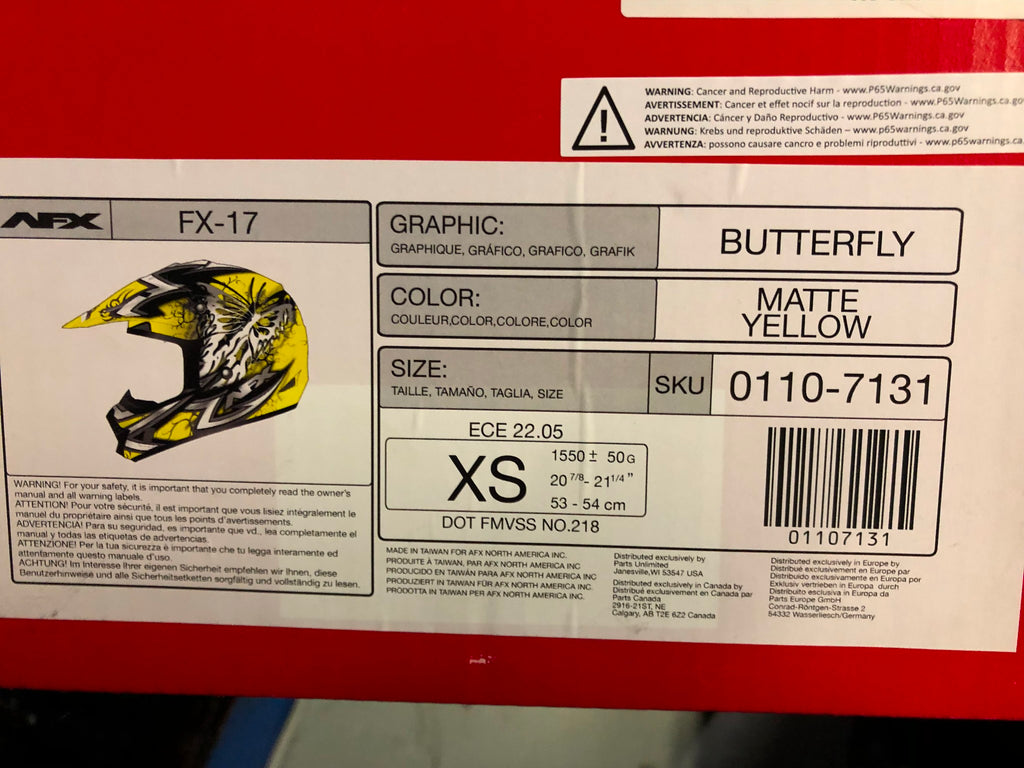 WARNING: Cancer and Reproductive Harm - www.P65Warnings.ca.gov
AVERTISSEMENT: Cancer et effet nocif sur la reproduction - www.P65Warnings.ca.gov
ADVERTENCIA: Cáncer y Daño Reproductivo - www.P65Warnings.ca.gov
WARNUNG: Krebs und reproduktive Schäden – www.p65warnings.ca.gov
AVVERTENZA: possono causare cancro e problemi riproduttivi - www.p65warnings.ca.
AFX
FX-17
WARNING! For your safety, it is important that you completely read the owner's
manual and all warning labels.
ATTENTION! Pour votre sécurité, il est important que vous lisiez intégralement le
manuel du propriétaire ainsi que tous les points d'avertissements.
ADVERTENCIA! Para su seguridad, es importante que vd., lea completamente el
manual y todas las etiquetas de advertencias.
ATTENZIONE! Per la tua sicurezza è importante che tu legga interamente ed
attentamente questo manuale d'uso.
ACHTUNG! Im Interesse Ihrer eigenen Sicherheit empfehlen wir Ihnen, diese
Benutzerhinweise und alle Sicherheitsetketten sorgfältig und vollständig zu lesen.
GRAPHIC:
GRAPHIQUE, GRÁFICO, GRAFICO, GRAFIK
BUTTERFLY
COLOR:
COULEUR,COLOR,COLORE,COLOR
MATTE
YELLOW
SIZE:
TAILLE, TAMAÑO, TAGLIA, SIZE
SKU
0110-7131
ECE 22.05
XS
1550 ± 50G
20 7/8- 21 1/4 "
53 - 54 cm
DOT FMVSS NO.218
01107131
MADE IN TAIWAN FOR AFX NORTH AMERICA INC.
PRODUITE À TAIWAN, PAR AFX NORTH AMERICA INC.
PRODUCIDO EN TAIWÁN PARA AFX NORTH AMERICA INC
PRODUZIERT IN TAIWAN FÜR AFX NORTH AMERICA INC.
PRODOTTA IN TAIWAN PER AFX NORTH AMERICA INC.
Distributed exclusively by
Parts Unlimited
Janesville,WI 53547 USA
Distributed exclusively in Canada by
Distribué exclusivement en Canada par
Parts Canada
2916-21ST, NE
Calgary, AB T2E 6Z2 Canada
Distributed exclusively in Europe by
Distribué exclusivement en Europe par
Distribuido exclusivamente en Europa por
Exklusiv vertrieben in Europa durch
Distribuito esclusiva in Europa da
Parts Europe GmbH
Conrad-Röntgen-Strasse 2
54332 Wasserliesch/Germany